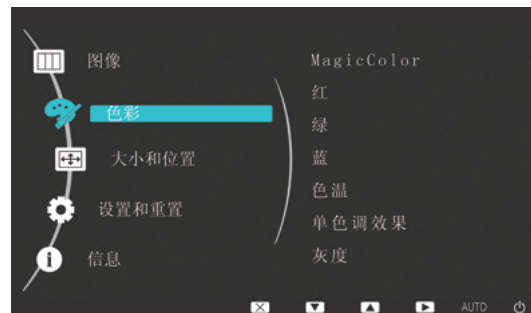 图像
色彩
大小和位置
设置和重置
信息
MagicColor
红
绿
蓝
色温
单色调效果
灰度
AUTO